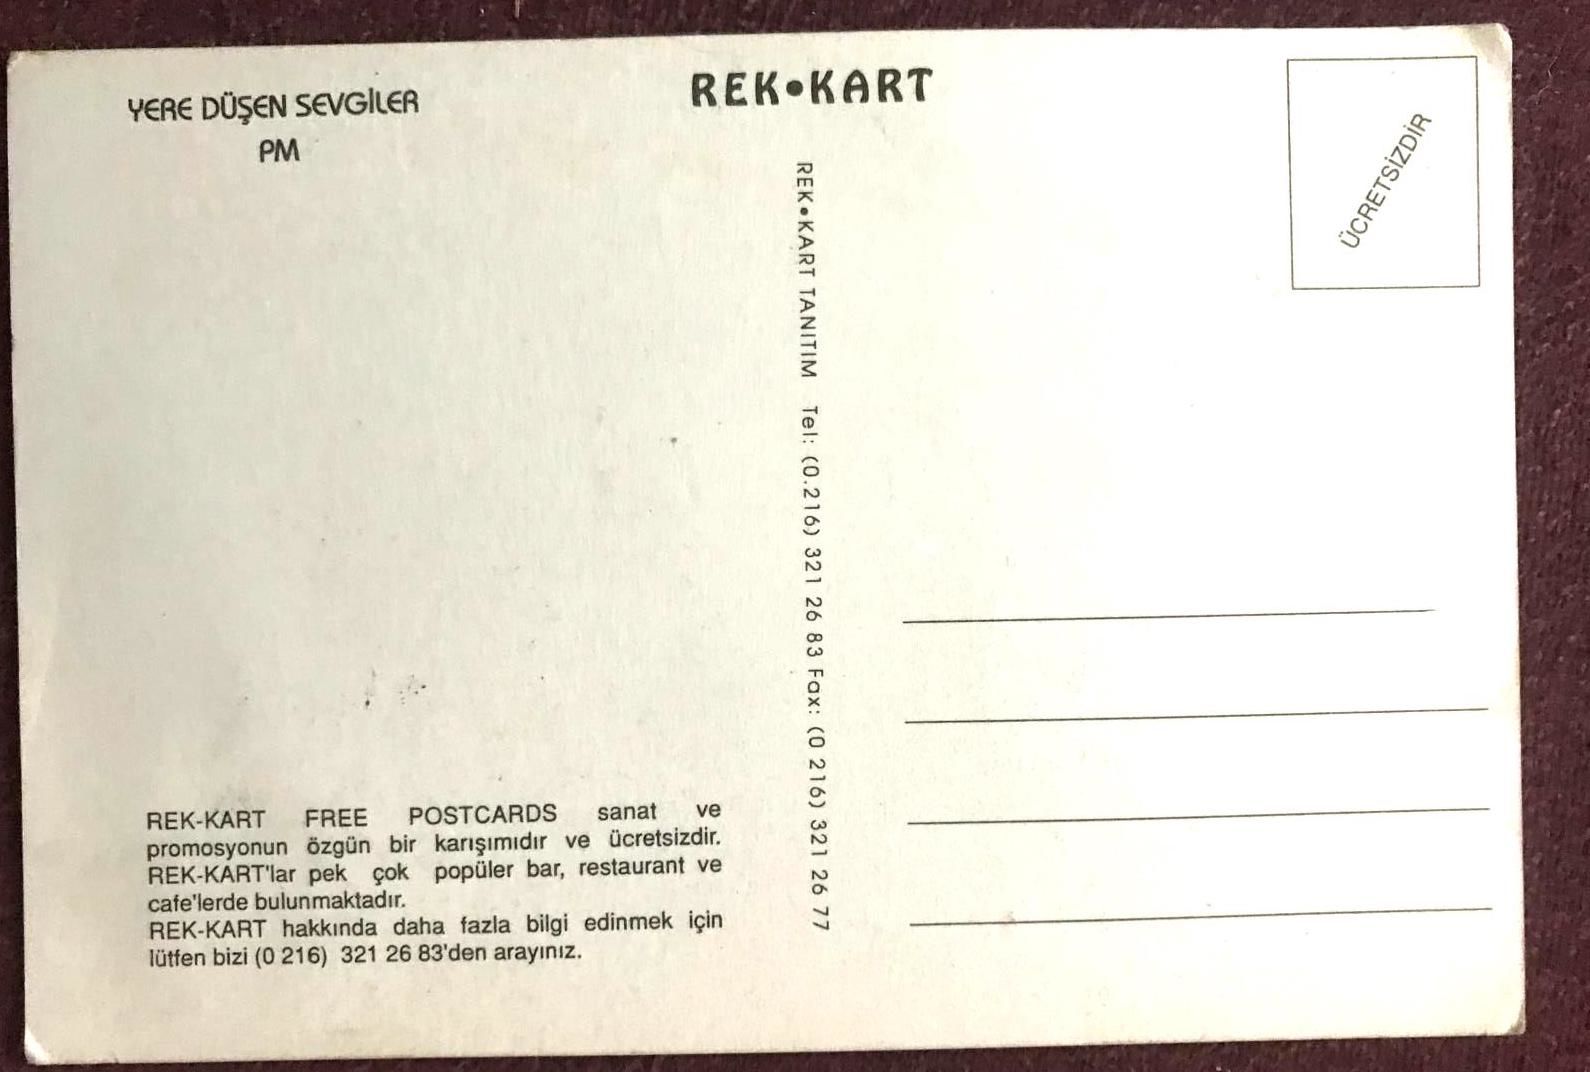 YERE DÜŞEN SEVGİLER
PM
REK•KART
ÜCRETSİZDİR
REK•KART TANITIM Tel: (0.216) 321 26 83 Fax: (0 216) 321 26 77
REK-KART FREE POSTCARDS sanat ve
promosyonun özgün bir karışımıdır ve ücretsizdir.
REK-KART'lar pek çok popüler bar, restaurant ve
cafe'lerde bulunmaktadır.
REK-KART hakkında daha fazla bilgi edinmek için
lütfen bizi (0 216) 321 26 83'den arayınız.